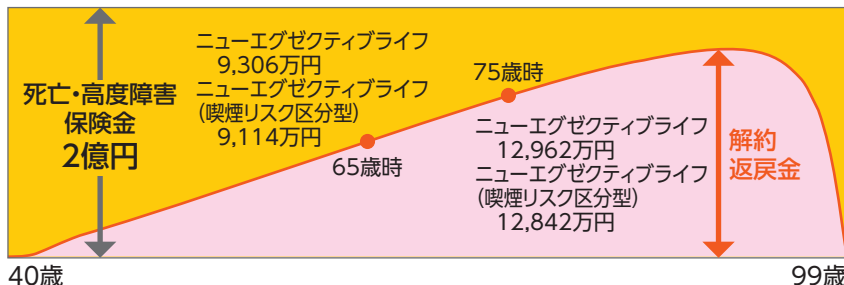 死亡・高度障害
保険金
2億円
ニューエグゼクティブライフ
9,306万円
ニューエグゼクティブライフ
(喫煙リスク区分型)
9,114万円
65歳時
75歳時
ニューエグゼクティブライフ
12,962万円
ニューエグゼクティブライフ
(喫煙リスク区分型)
12,842万円
解約
返戻金
40歳
99歳